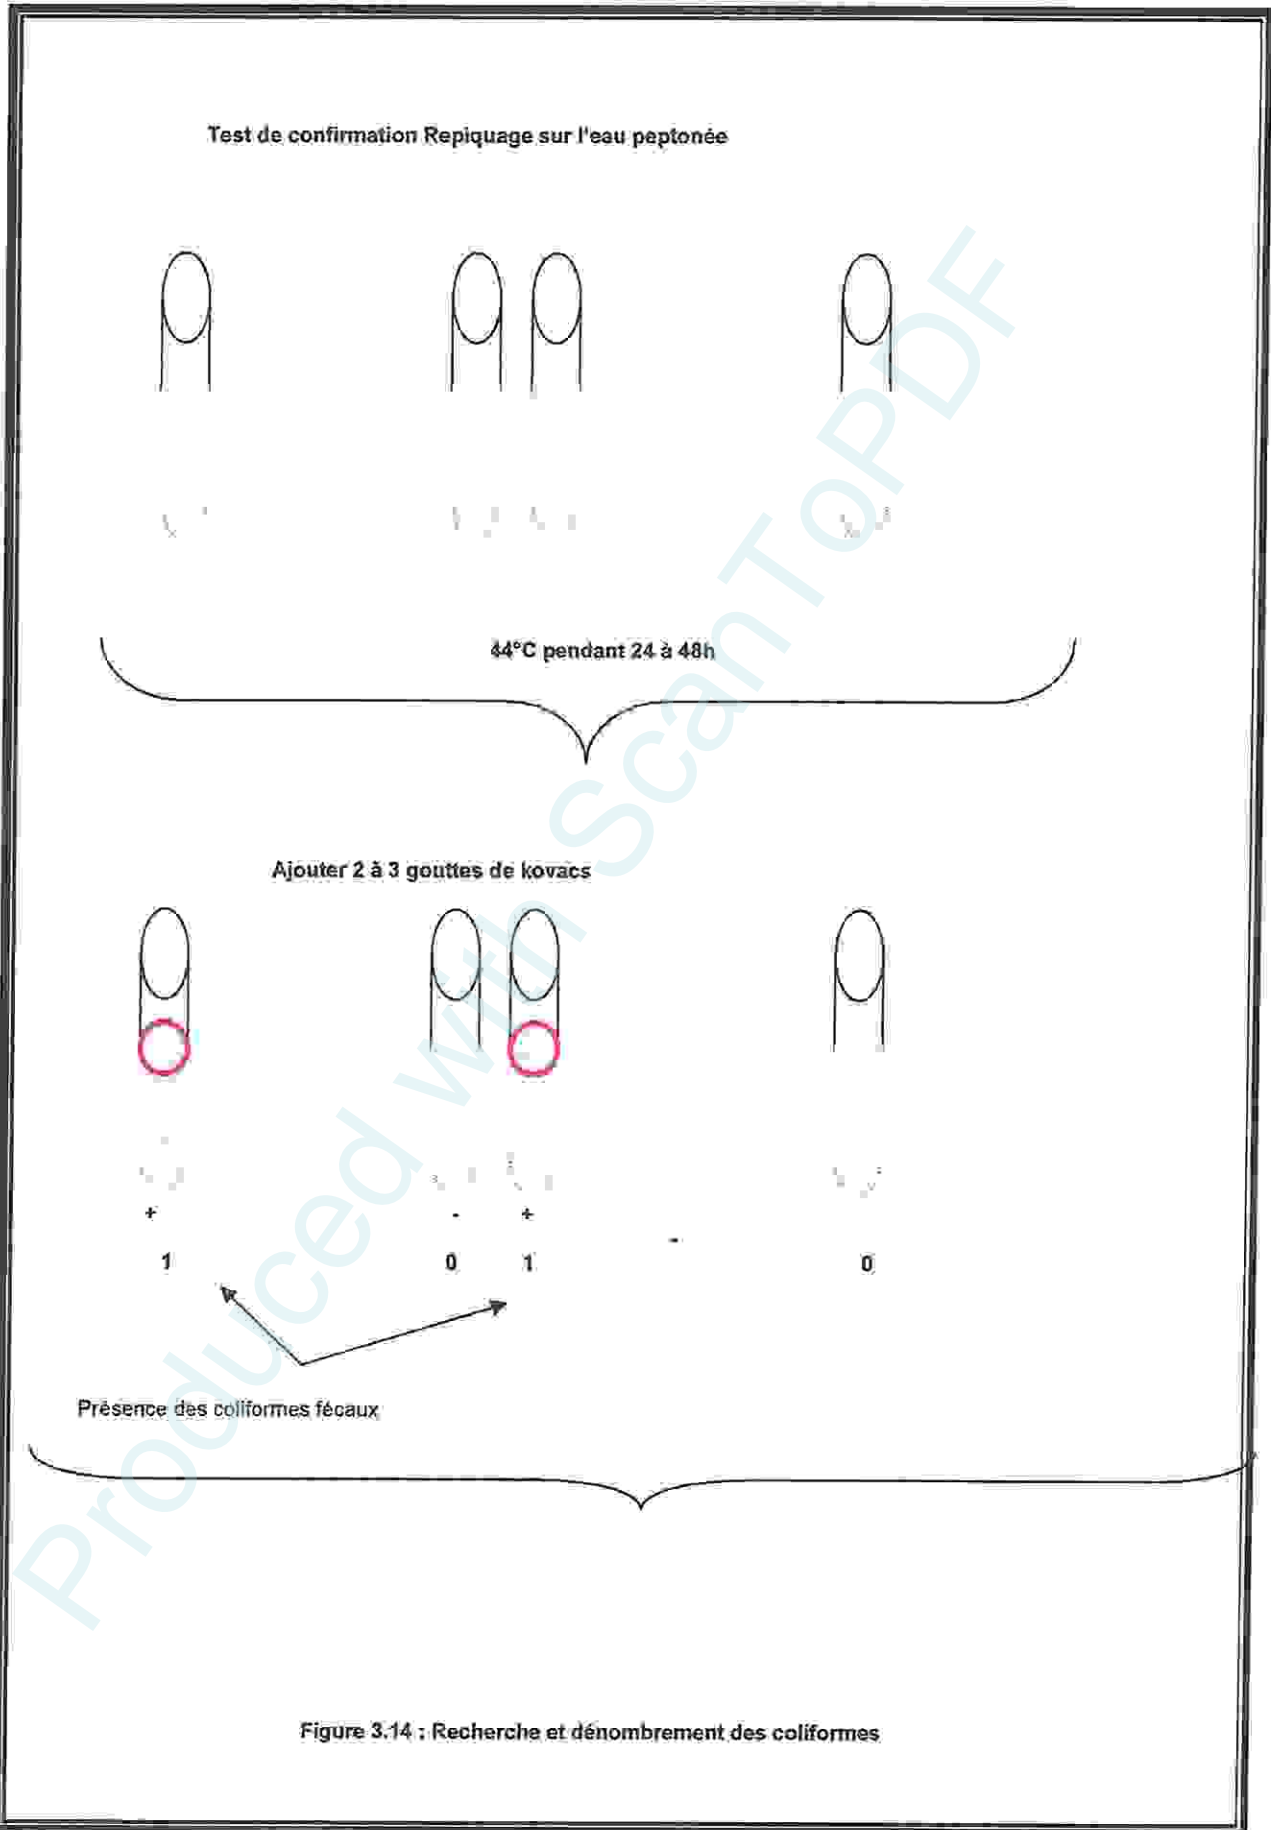 Test de confirmation Repiquage sur l'eau peptonée
44°C pendant 24 à 48h
Ajouter 2 à 3 gouttes de kovacs
+ - + -
1 0 1 0
Présence des coliformes fécaux
Figure 3.14 : Recherche et dénombrement des coliformes
Produced with ScanToPDF